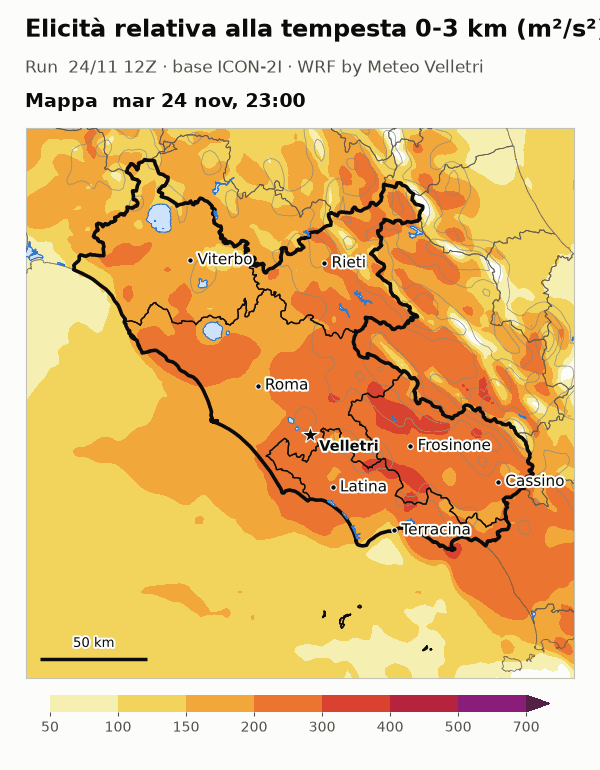 Elicità relativa alla tempesta 0-3 km (m²/s²)
Run 24/11 12Z · base ICON-2I · WRF by Meteo Velletri
Mappa mar 24 nov, 23:00
Viterbo
Rieti
Roma
Velletri
Frosinone
Cassino
Latina
Terracina
50 km
50 100 150 200 300 400 500 700